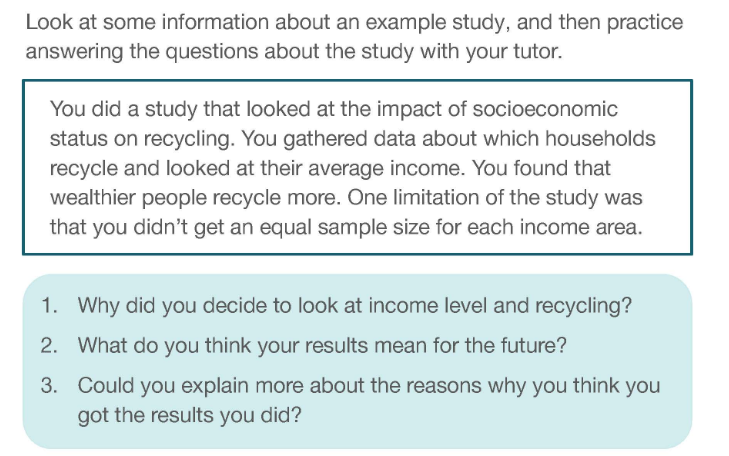 Look at some information about an example study, and then practice
answering the questions about the study with your tutor.
You did a study that looked at the impact of socioeconomic
status on recycling. You gathered data about which households
recycle and looked at their average income. You found that
wealthier people recycle more. One limitation of the study was
that you didn’t get an equal sample size for each income area.
1. Why did you decide to look at income level and recycling?
2. What do you think your results mean for the future?
3. Could you explain more about the reasons why you think you
got the results you did?